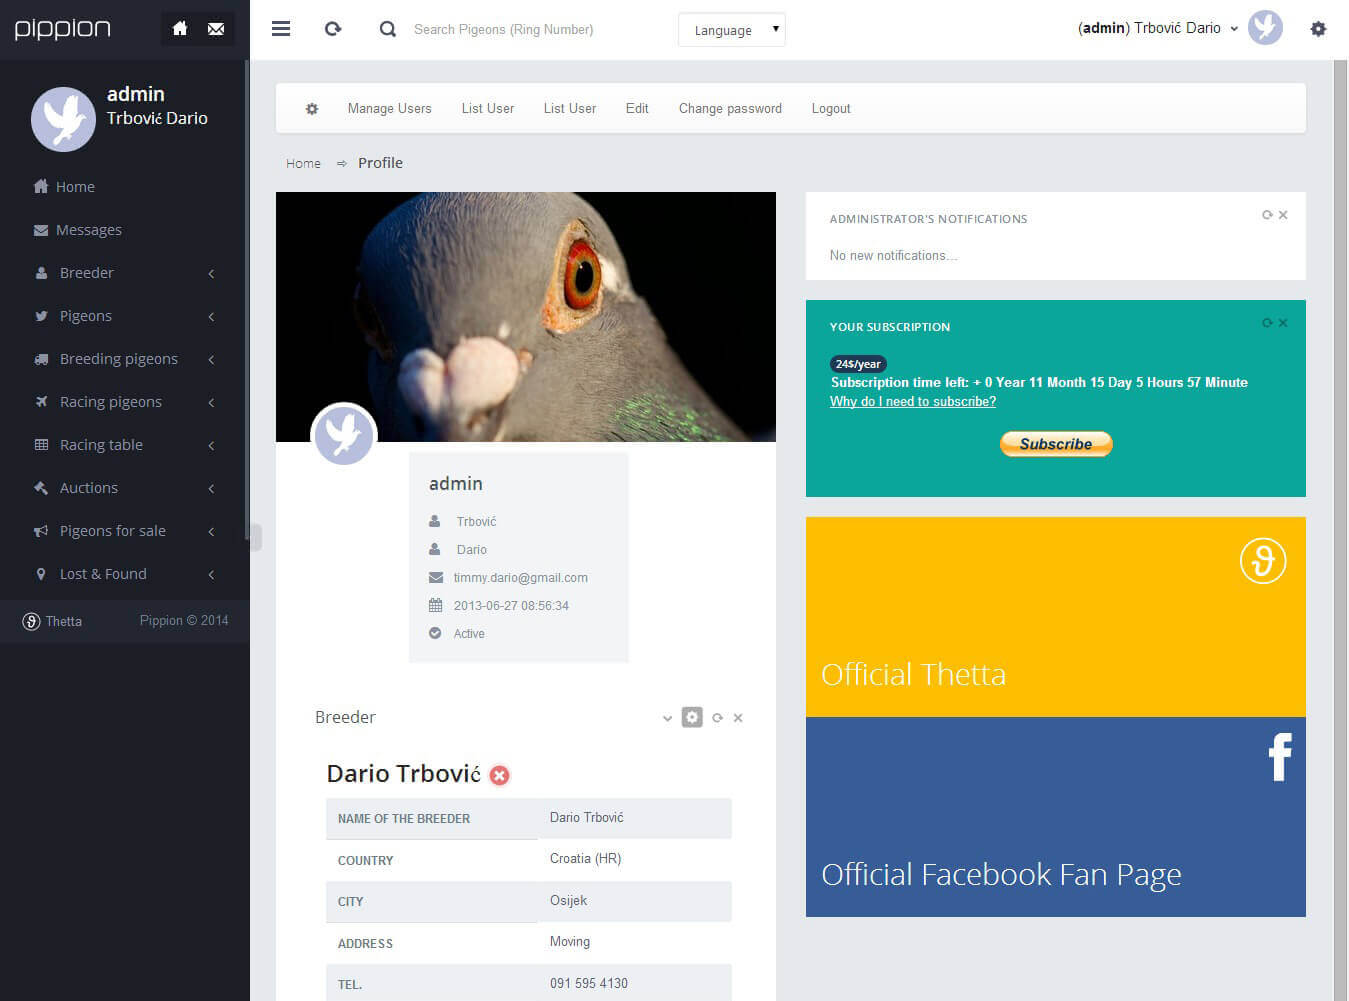 pippion
Search Pigeons (Ring Number)
Language
(admin) Trbović Dario
admin
Trbović Dario
Home
Messages
Breeder
Pigeons
Breeding pigeons
Racing pigeons
Racing table
Auctions
Pigeons for sale
Lost & Found
Thetta
Pippion © 2014
Manage Users
List User
List User
Edit
Change password
Logout
Home ⇨ Profile
admin
Trbović
Dario
timmy.dario@gmail.com
2013-06-27 08:56:34
Active
Breeder
Dario Trbović
NAME OF THE BREEDER Dario Trbović
COUNTRY Croatia (HR)
CITY Osijek
ADDRESS Moving
TEL. 091 595 4130
ADMINISTRATOR'S NOTIFICATIONS
No new notifications...
YOUR SUBSCRIPTION
24$/year
Subscription time left: + 0 Year 11 Month 15 Day 5 Hours 57 Minute
Why do I need to subscribe?
Subscribe
Official Thetta
Official Facebook Fan Page